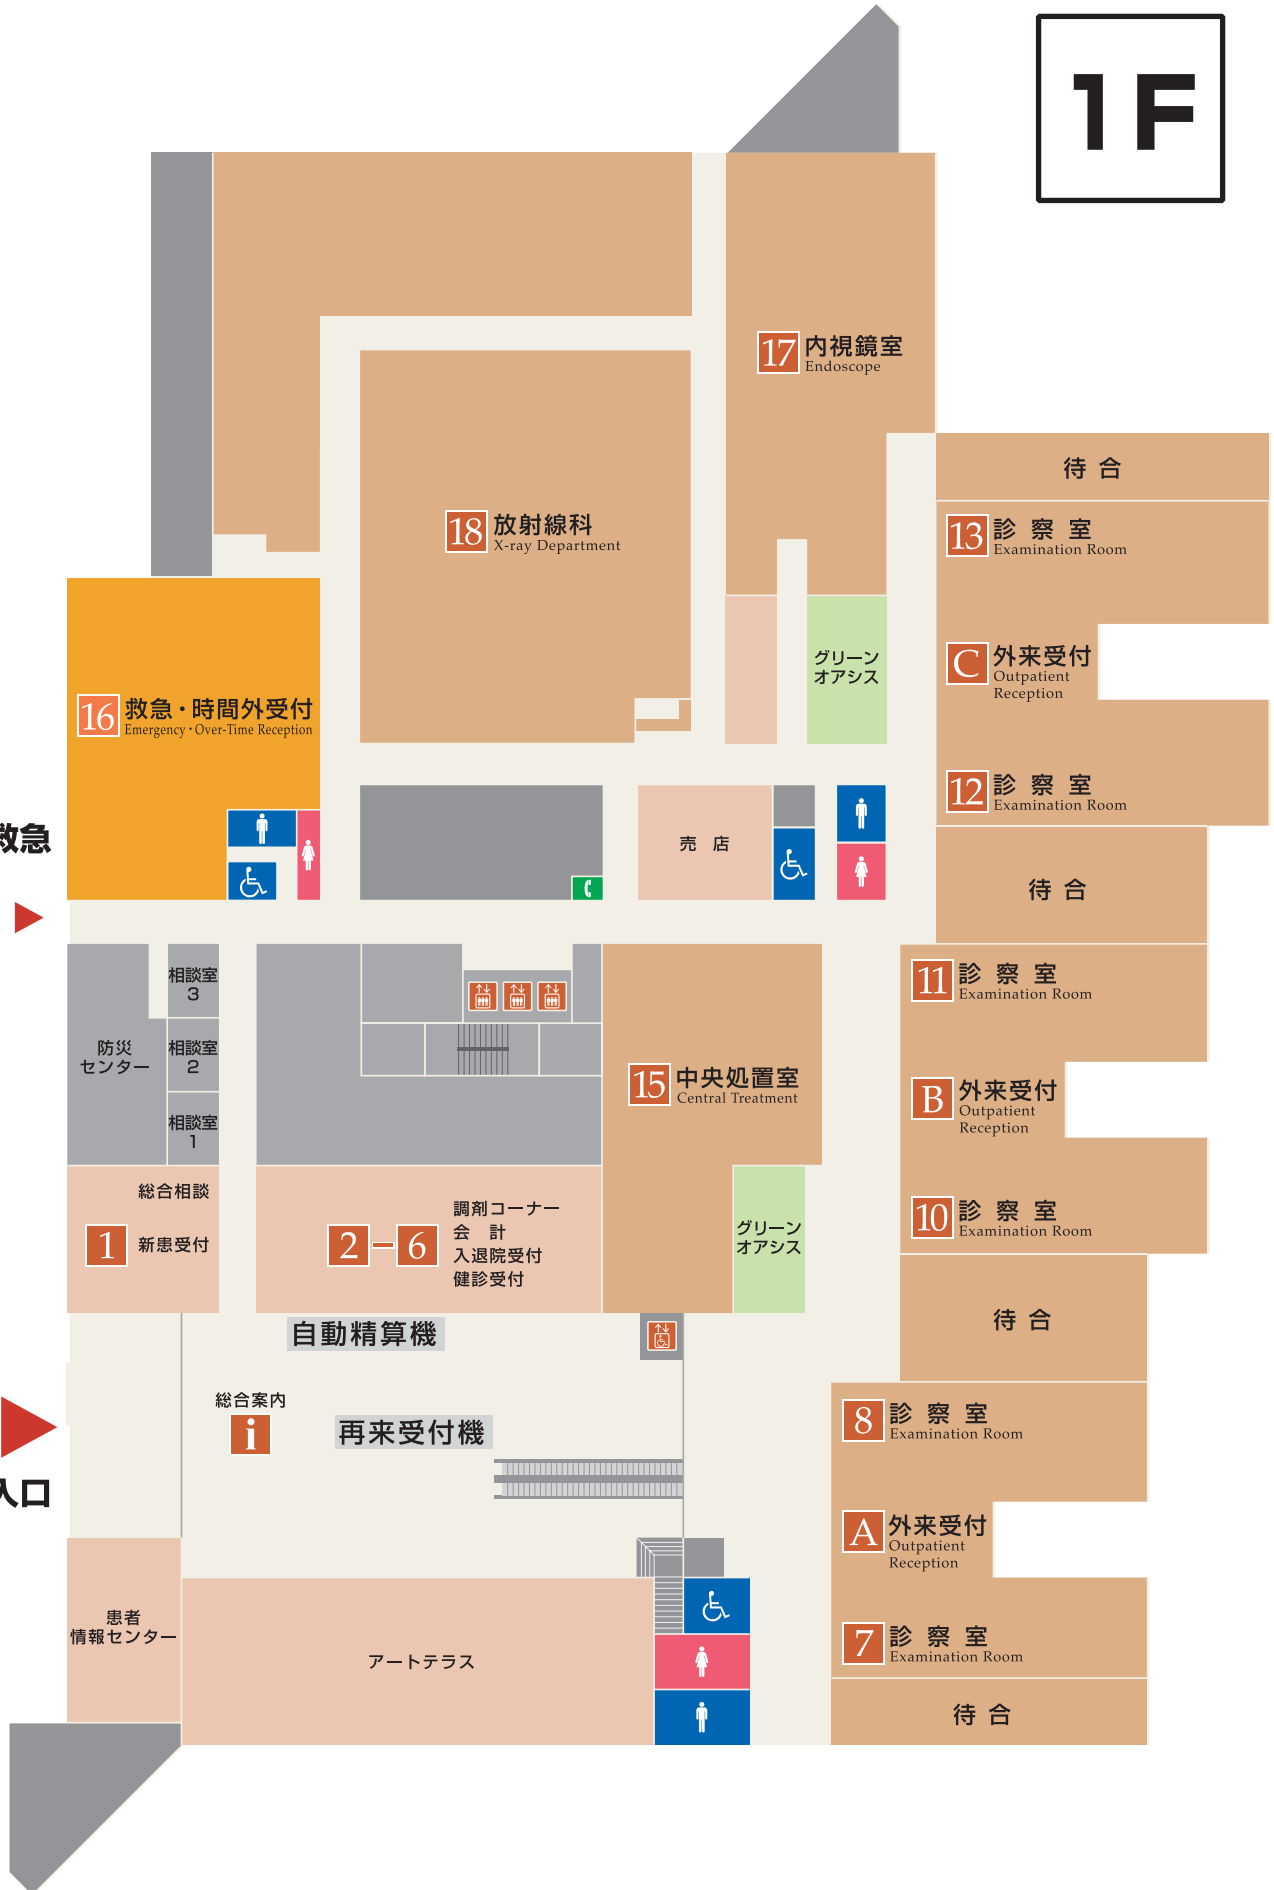 1F
17 内視鏡室
Endoscope
待合
18 放射線科
X-ray Department
13 診察室
Examination Room
グリーン
オアシス
C 外来受付
Outpatient
Reception
16 救急・時間外受付
Emergency・Over-Time Reception
12 診察室
Examination Room
救急
売店
待合
相談室
3
11 診察室
Examination Room
防災
センター
相談室
2
15 中央処置室
Central Treatment
B 外来受付
Outpatient
Reception
相談室
1
総合相談
1 新患受付
2-6
調剤コーナー
会計
入退院受付
健診受付
グリーン
オアシス
10 診察室
Examination Room
自動精算機
待合
総合案内
i
再来受付機
8 診察室
Examination Room
入口
A 外来受付
Outpatient
Reception
患者
情報センター
アートテラス
7 診察室
Examination Room
待合